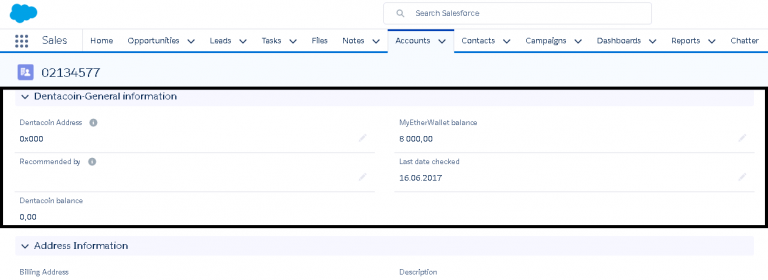 Search Salesforce
Sales Home Opportunities Leads Tasks Files Notes Accounts Contacts Campaigns Dashboards Reports Chatter
02134577
Dentacoin-General information
Dentacoin Address
0x000
MyEtherWallet balance
6 000,00
Recommended by
Last date checked
16.06.2017
Dentacoin balance
0,00
Address Information
Billing Address
Description